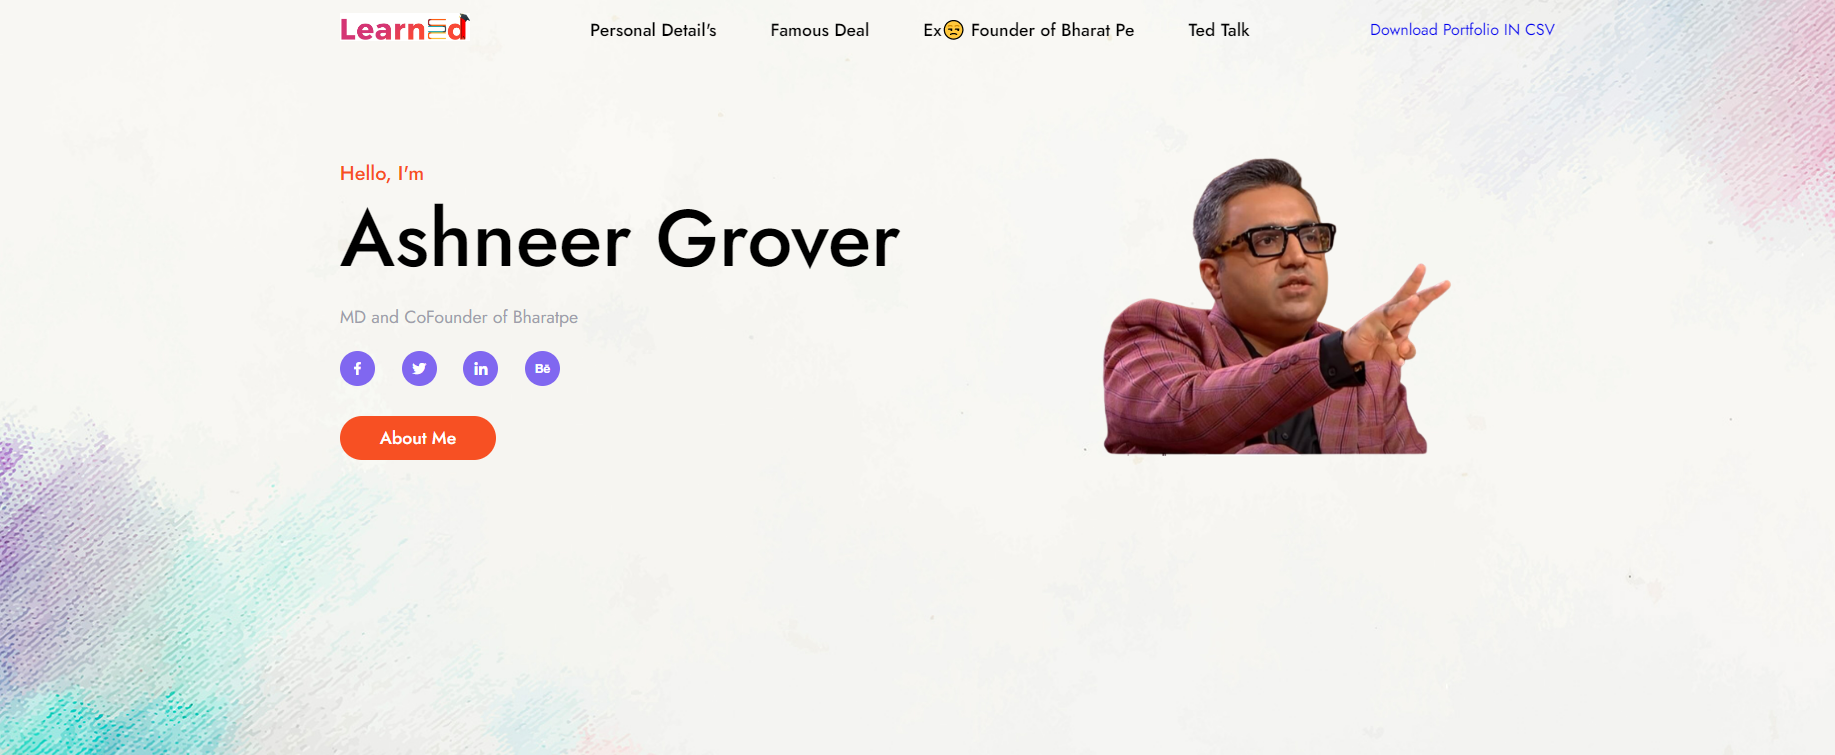 Learned
Personal Detail's
Famous Deal
Ex😒 Founder of Bharat Pe
Ted Talk
Download Portfolio IN CSV
Hello, I'm
Ashneer Grover
MD and CoFounder of Bharatpe
Bē
About Me